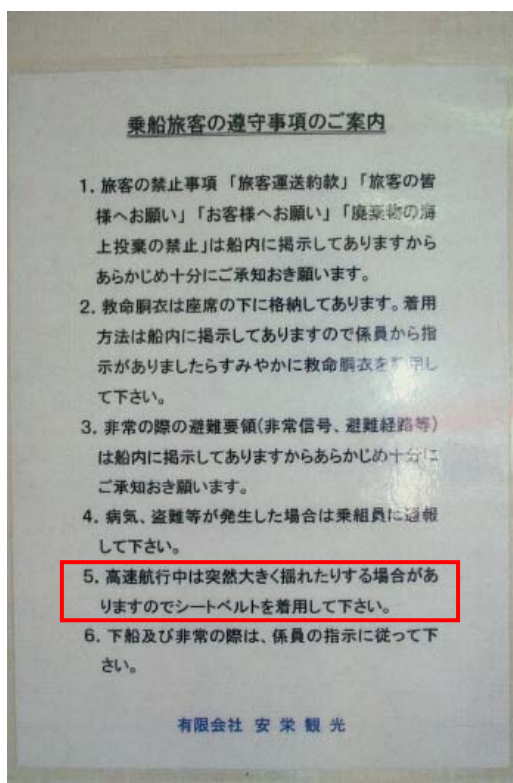 乗船旅客の遵守事項のご案内
1. 旅客の禁止事項 「旅客運送約款」「旅客の皆
様へお願い」「お客様へお願い」「廃棄物の海
上投棄の禁止」は船内に掲示してありますから
あらかじめ十分にご承知おき願います。
2. 救命胴衣は座席の下に格納してあります。着用
方法は船内に掲示してありますので係員から指
示がありましたらすみやかに救命胴衣を着用し
て下さい。
3. 非常の際の避難要領(非常信号、避難経路等)
は船内に掲示してありますからあらかじめ十分に
ご承知おき願います。
4. 病気、盗難等が発生した場合は乗組員に通報
して下さい。
5. 高速航行中は突然大きく揺れたりする場合があ
りますのでシートベルトを着用して下さい。
6. 下船及び非常の際は、係員の指示に従って下
さい。
有限会社 安栄観光